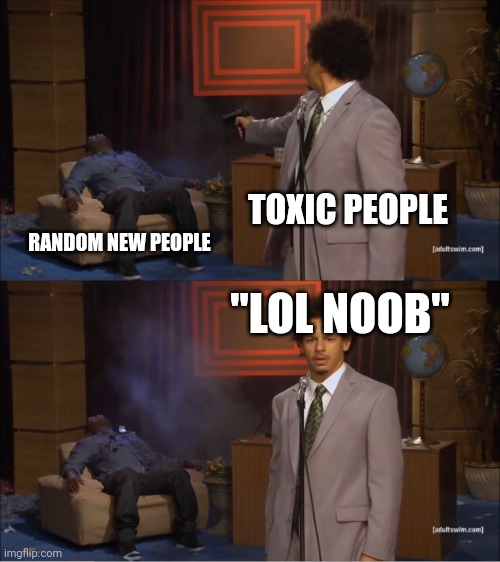 TOXIC PEOPLE
RANDOM NEW PEOPLE
[adultswim.com]
"LOL NOOB"
[adultswim.com]
imgflip.com